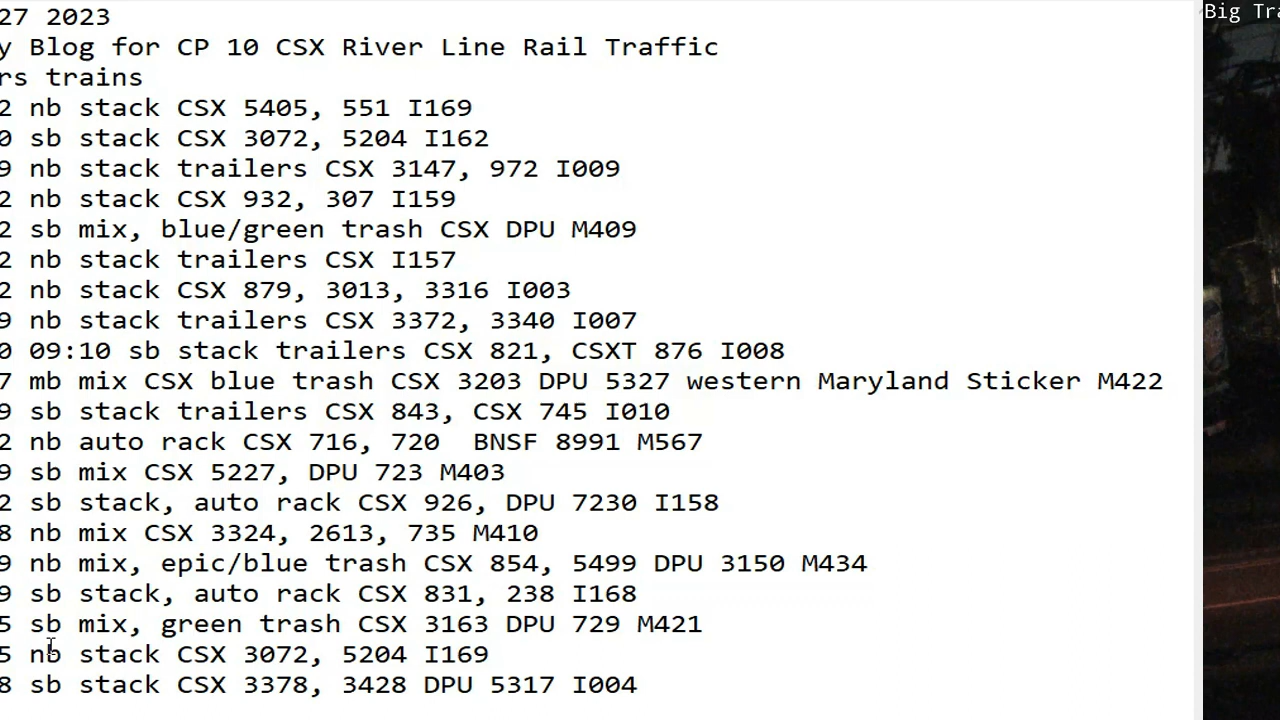 27 2023
y Blog for CP 10 CSX River Line Rail Traffic
rs trains
2 nb stack CSX 5405, 551 I169
0 sb stack CSX 3072, 5204 I162
9 nb stack trailers CSX 3147, 972 I009
2 nb stack CSX 932, 307 I159
2 sb mix, blue/green trash CSX DPU M409
2 nb stack trailers CSX I157
2 nb stack CSX 879, 3013, 3316 I003
9 nb stack trailers CSX 3372, 3340 I007
0 09:10 sb stack trailers CSX 821, CSXT 876 I008
7 mb mix CSX blue trash CSX 3203 DPU 5327 western Maryland Sticker M422
9 sb stack trailers CSX 843, CSX 745 I010
2 nb auto rack CSX 716, 720  BNSF 8991 M567
9 sb mix CSX 5227, DPU 723 M403
2 sb stack, auto rack CSX 926, DPU 7230 I158
8 nb mix CSX 3324, 2613, 735 M410
9 nb mix, epic/blue trash CSX 854, 5499 DPU 3150 M434
9 sb stack, auto rack CSX 831, 238 I168
5 sb mix, green trash CSX 3163 DPU 729 M421
5 nb stack CSX 3072, 5204 I169
8 sb stack CSX 3378, 3428 DPU 5317 I004
Big Tra